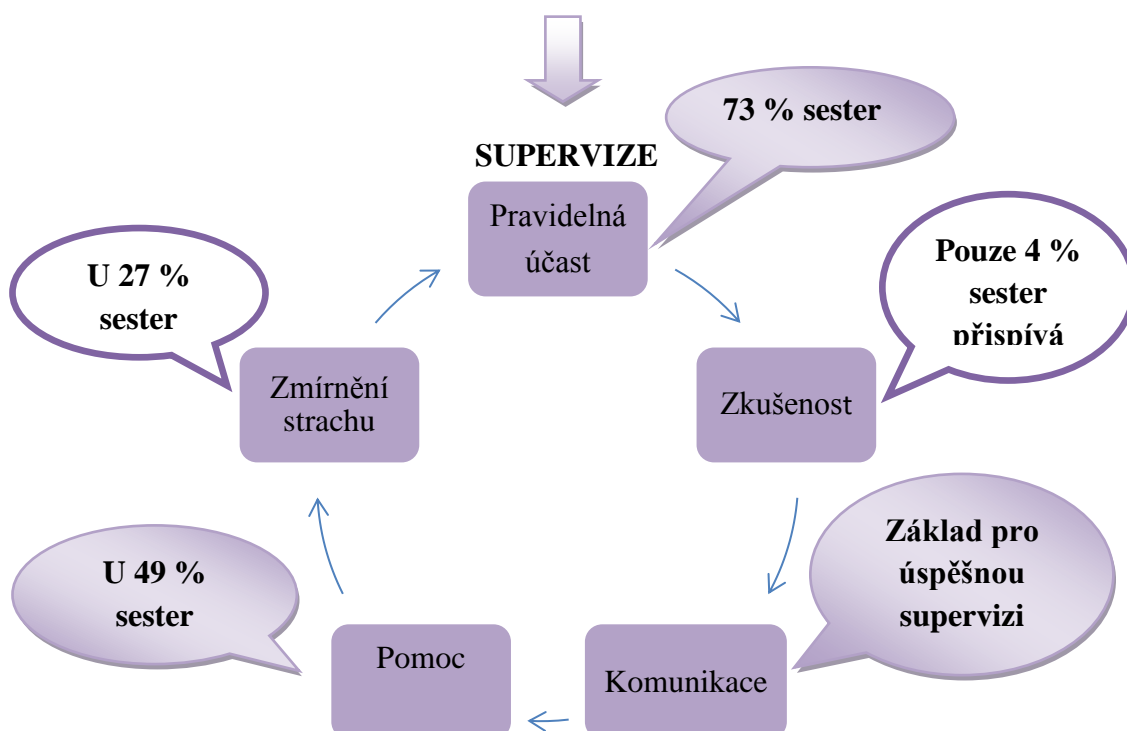 73 % sester
SUPERVIZE
Pravidelná
účast
Pouze 4 %
sester
přispívá
U 27 %
sester
Zmírnění
strachu
Zkušenost
Základ pro
úspěšnou
supervizi
U 49 %
sester
Pomoc
Komunikace